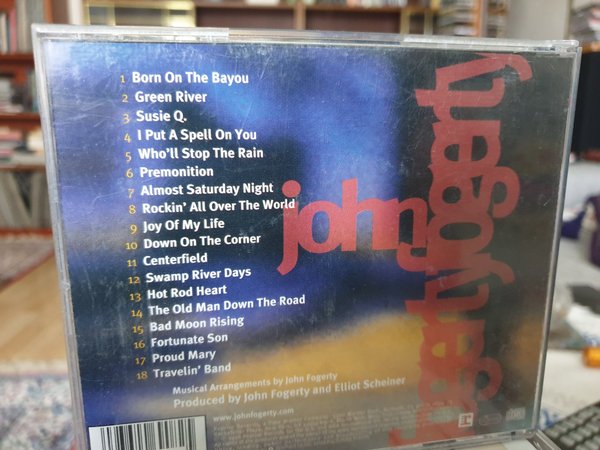 1 Born On The Bayou
2 Green River
3 Susie Q.
4 I Put A Spell On You
5 Who'll Stop The Rain
6 Premonition
7 Almost Saturday Night
8 Rockin' All Over The World
9 Joy Of My Life
10 Down On The Corner
11 Centerfield
12 Swamp River Days
13 Hot Rod Heart
14 The Old Man Down The Road
15 Bad Moon Rising
16 Fortunate Son
17 Proud Mary
18 Travelin' Band
john
fogerty
fogerty
Musical Arrangements by John Fogerty
Produced by John Fogerty and Elliot Scheiner
www.johnfogerty.com